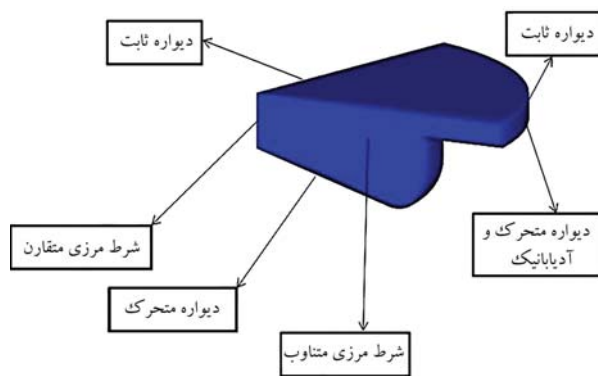 دیواره ثابت
دیواره ثابت
شرط مرزی متقارن
دیواره متحرک و
آدیاباتیک
دیواره متحرک
شرط مرزی متناوب